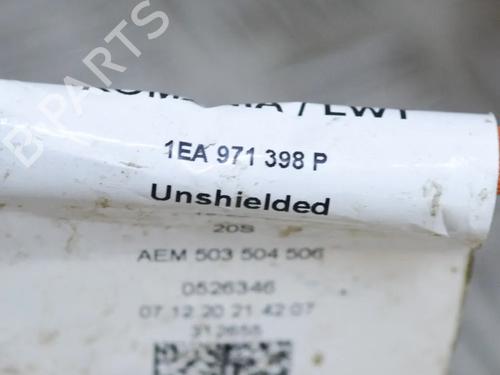 B PARTS
1EA 971 398 P
Unshielded
20S
AEM 503 504 506
0526346
07.12.20 21 42 07
312655